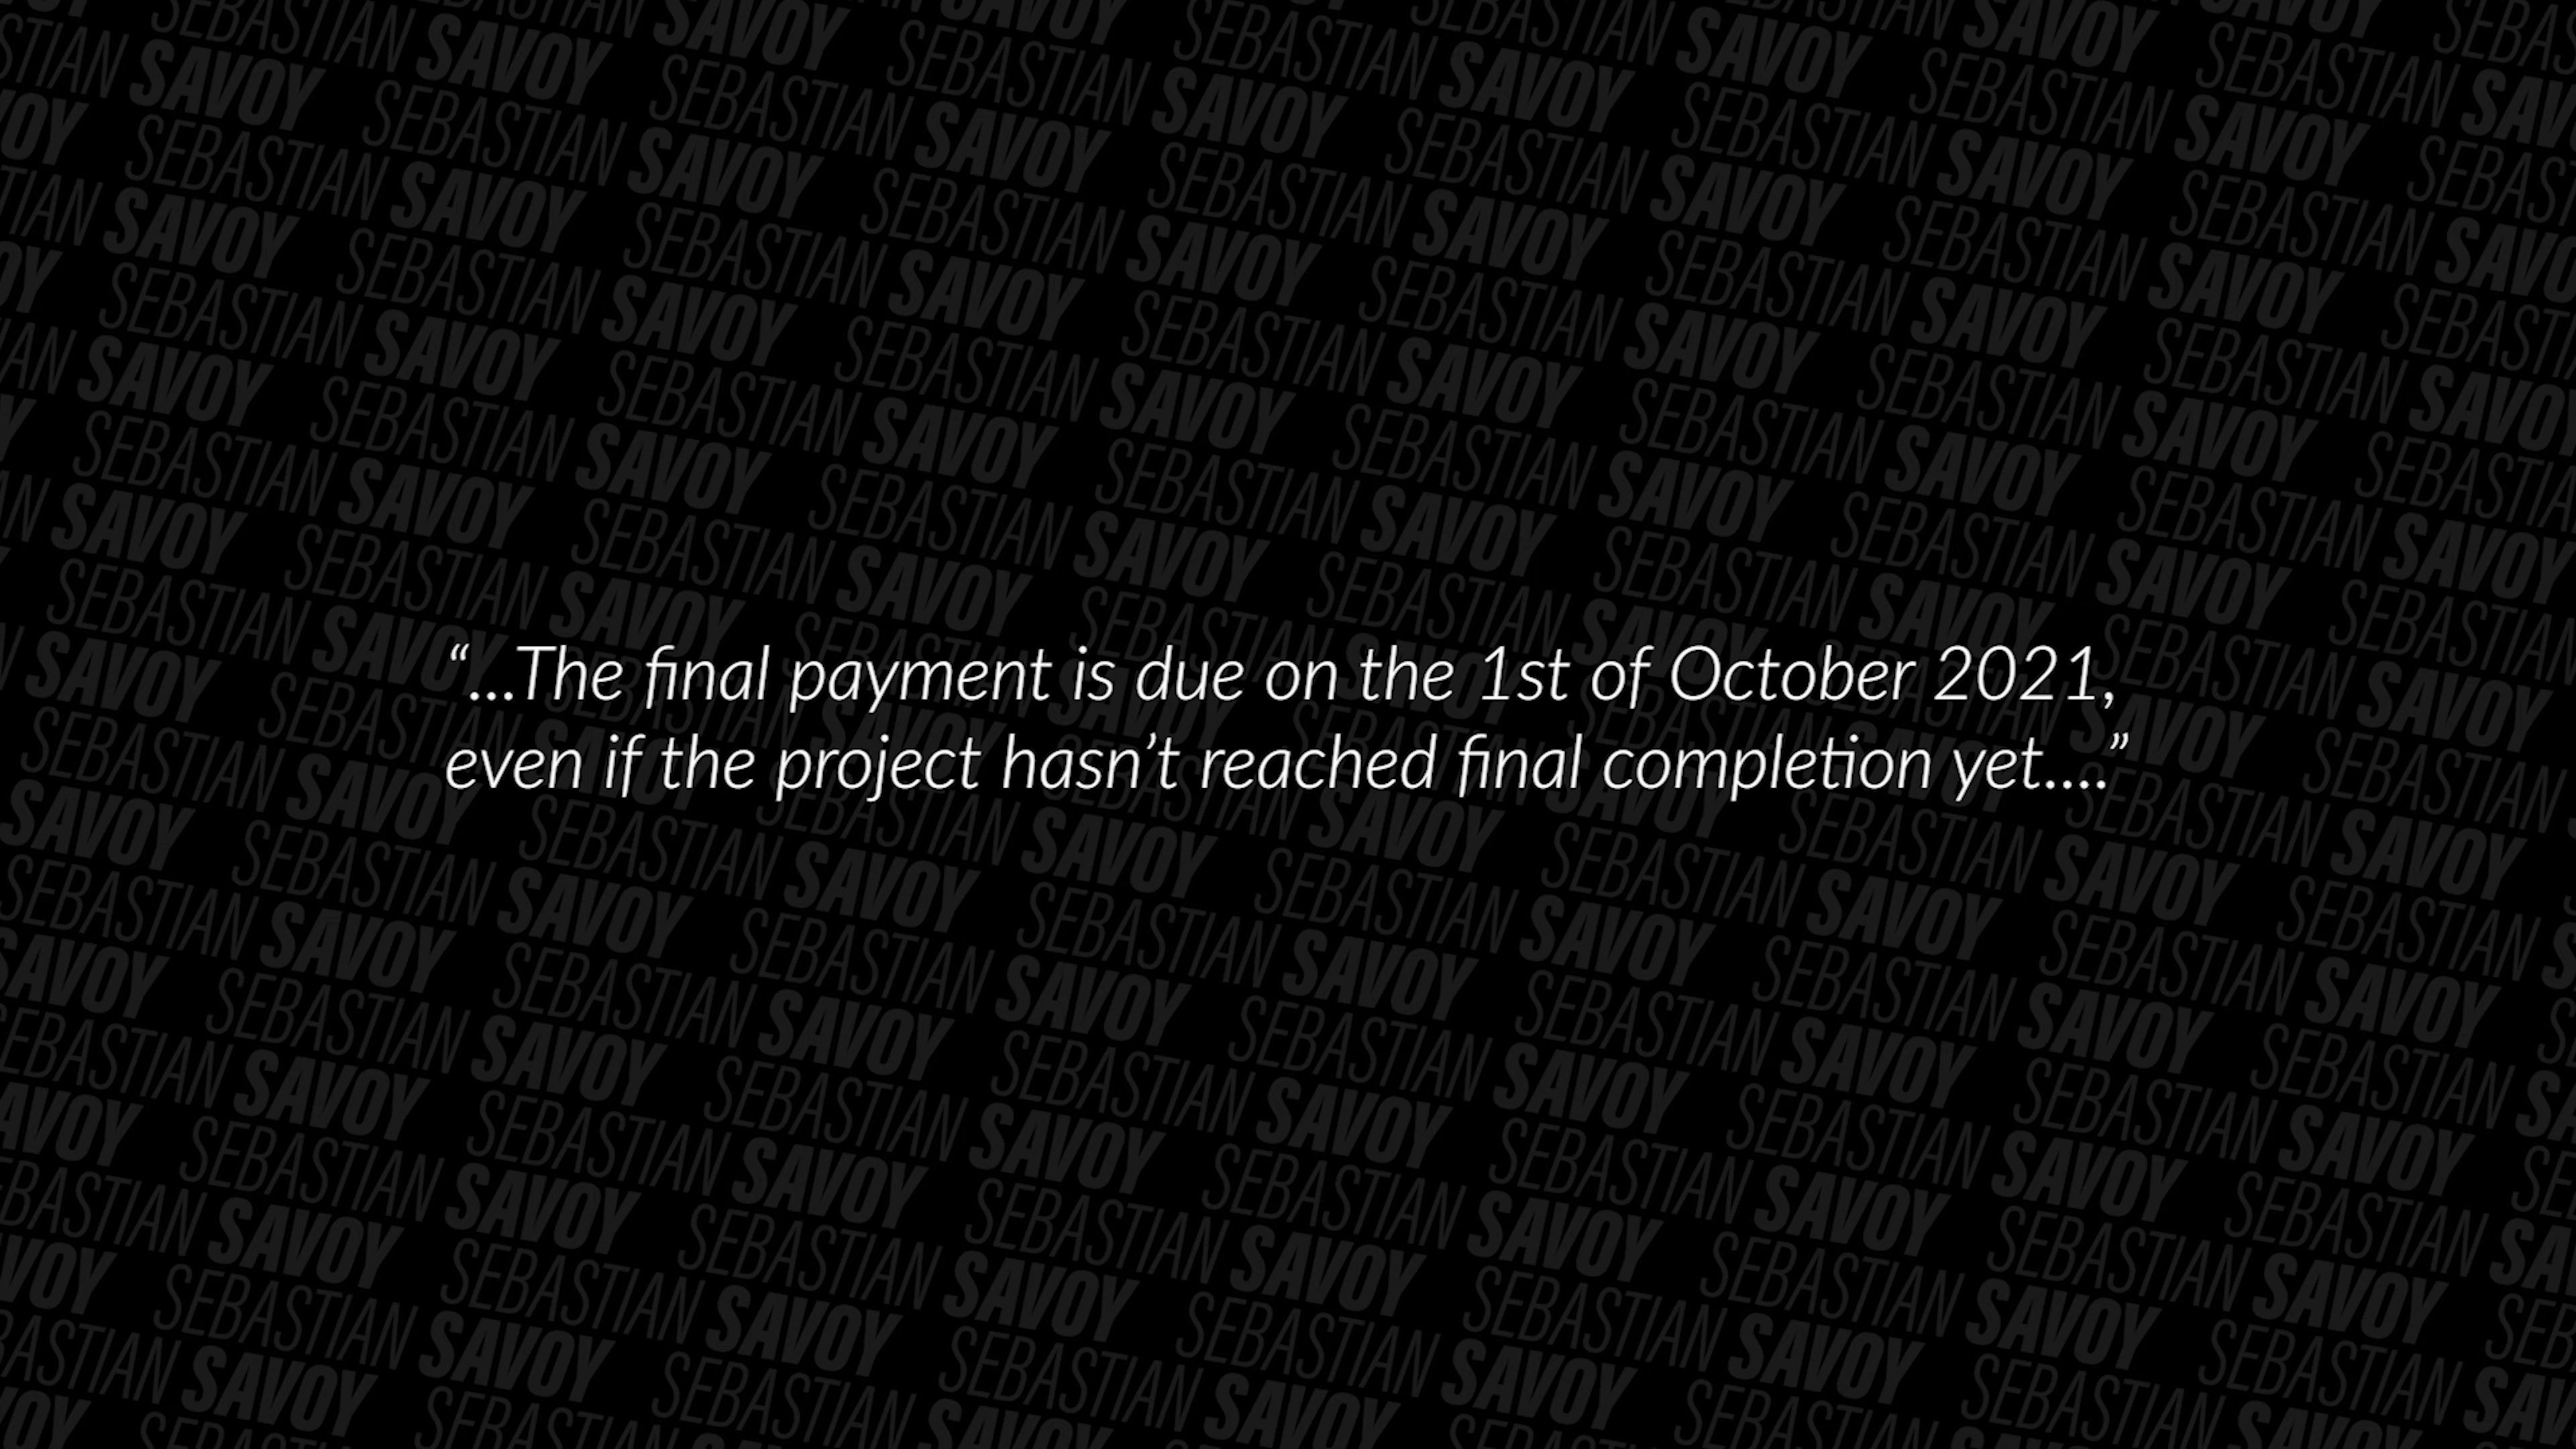 “...The final payment is due on the 1st of October 2021,
even if the project hasn’t reached final completion yet....”
SEBASTIAN SAVOY